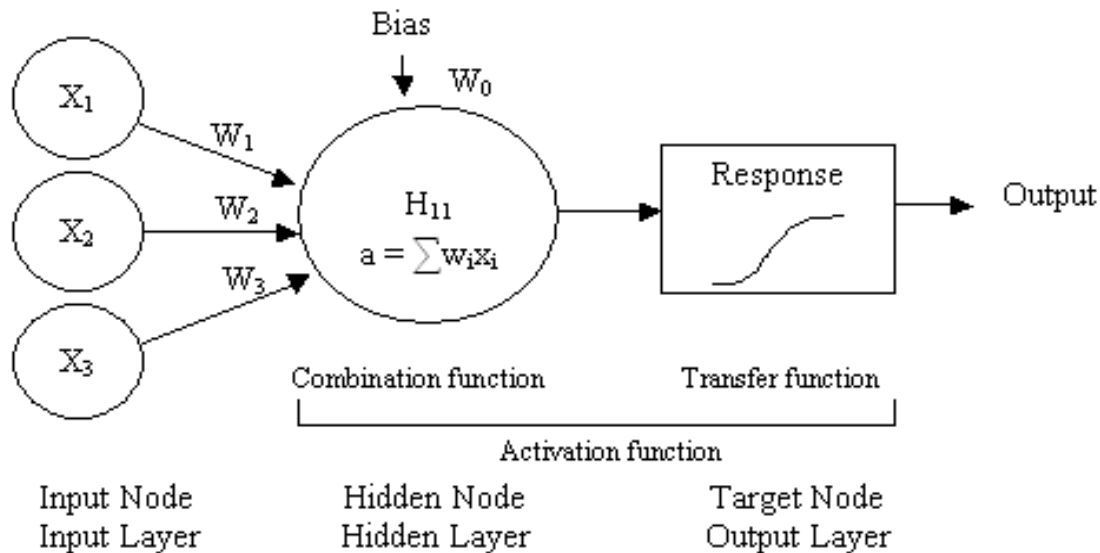 Bias
W₀
X₁
W₁
Response
H₁₁
Output
W₂
X₂
a = ∑wᵢxᵢ
W₃
X₃
Combination function
Transfer function
Activation function
Input Node
Hidden Node
Target Node
Input Layer
Hidden Layer
Output Layer